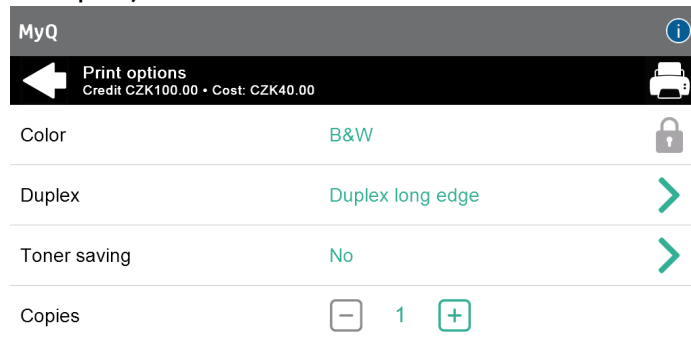 MyQ
Print options
Credit CZK100.00 • Cost: CZK40.00
Color B&W
Duplex Duplex long edge
Toner saving No
Copies 1